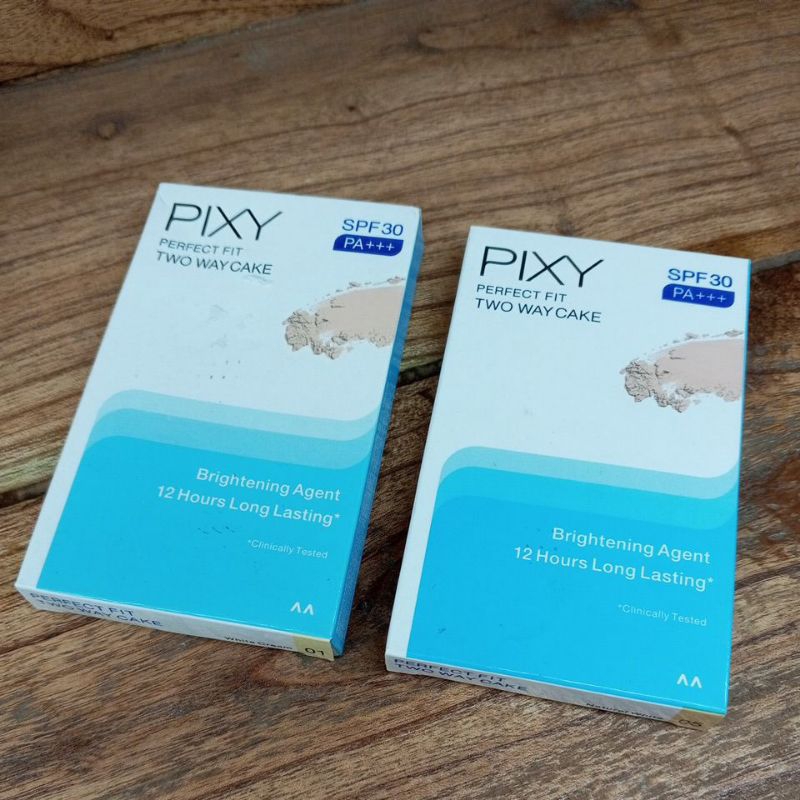 PIXY
PERFECT FIT
TWO WAY CAKE
SPF30
PA+++
Brightening Agent
12 Hours Long Lasting*
*Clinically Tested
PERFECT FIT
TWO WAY CAKE
White Cream 01
PIXY
PERFECT FIT
TWO WAY CAKE
SPF30
PA+++
Brightening Agent
12 Hours Long Lasting*
*Clinically Tested
PERFECT FIT
TWO WAY CAKE